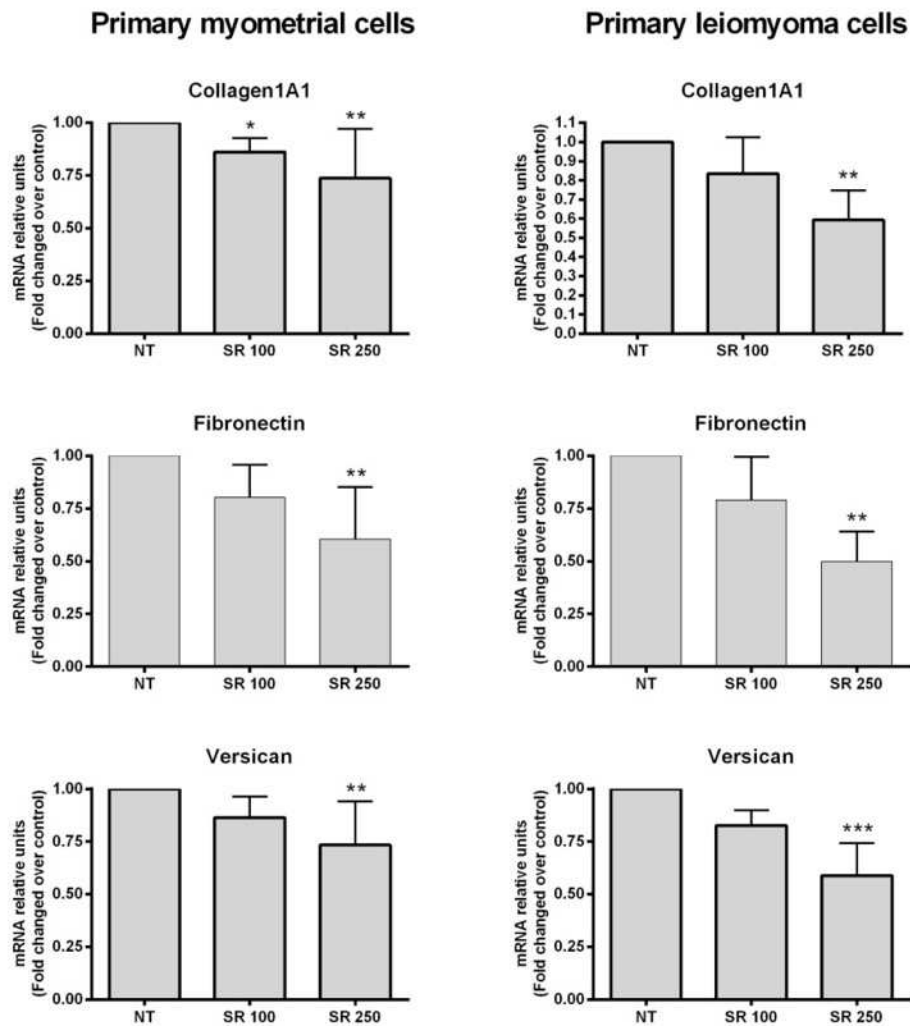 Primary myometrial cells
Primary leiomyoma cells
Collagen1A1
mRNA relative units
(Fold changed over control)
1.00
0.75
0.50
0.25
0.00
*
**
NT
SR 100
SR 250
Collagen1A1
mRNA relative units
(Fold changed over control)
1.1
1.0
0.9
0.8
0.7
0.6
0.5
0.4
0.3
0.2
0.1
0.0
**
NT
SR 100
SR 250
Fibronectin
mRNA relative units
(Fold changed over control)
1.00
0.75
0.50
0.25
0.00
**
NT
SR 100
SR 250
Fibronectin
mRNA relative units
(Fold changed over control)
1.00
0.75
0.50
0.25
0.00
**
NT
SR 100
SR 250
Versican
mRNA relative units
(Fold changed over control)
1.00
0.75
0.50
0.25
0.00
**
NT
SR 100
SR 250
Versican
mRNA relative units
(Fold changed over control)
1.00
0.75
0.50
0.25
0.00
***
NT
SR 100
SR 250